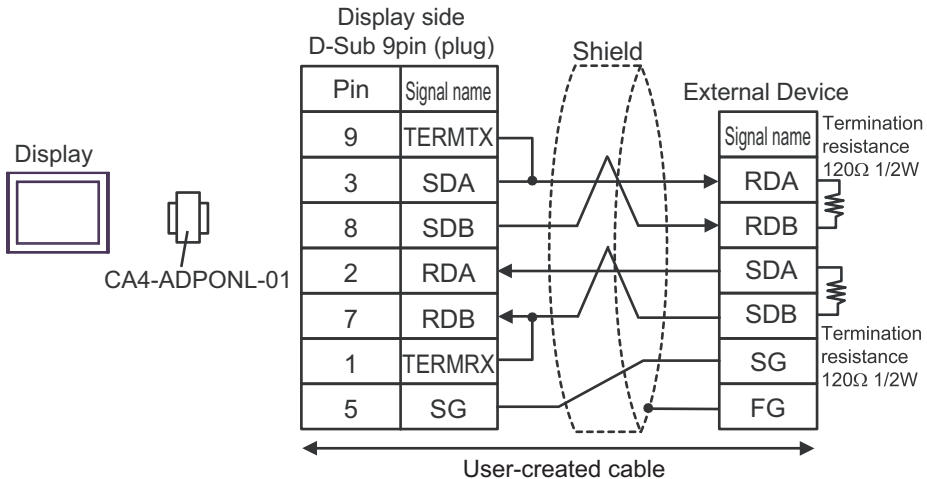 Display side
D-Sub 9pin (plug)
Shield
External Device
Pin Signal name
9 TERMTX
3 SDA
8 SDB
2 RDA
7 RDB
1 TERMRX
5 SG
Signal name
RDA
RDB
SDA
SDB
SG
FG
Termination
resistance
120Ω 1/2W
Termination
resistance
120Ω 1/2W
Display
CA4-ADPONL-01
User-created cable